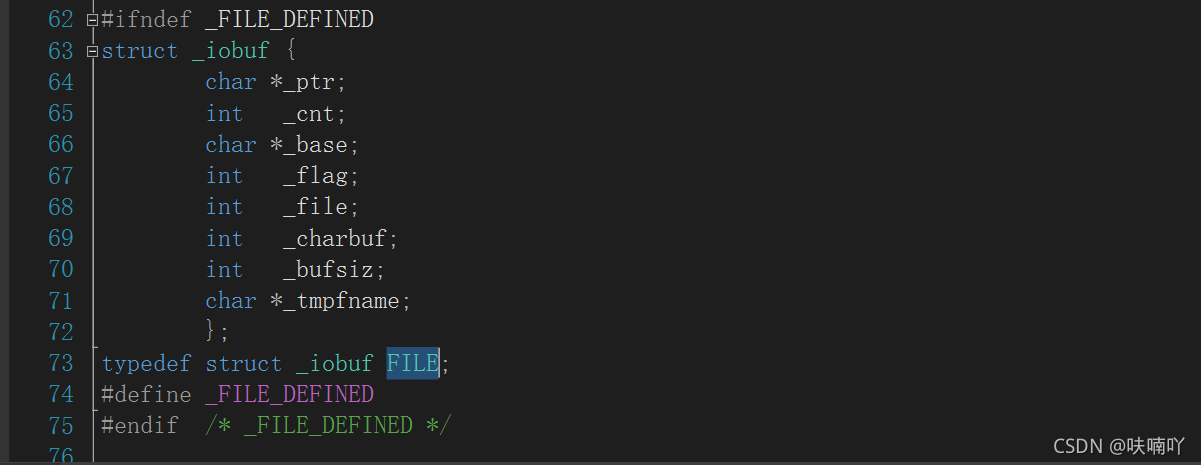 62 #ifndef _FILE_DEFINED
63 struct _iobuf {
64 char *_ptr;
65 int _cnt;
66 char *_base;
67 int _flag;
68 int _file;
69 int _charbuf;
70 int _bufsiz;
71 char *_tmpfname;
72 };
73 typedef struct _iobuf FILE;
74 #define _FILE_DEFINED
75 #endif /* _FILE_DEFINED */
76
CSDN @呋喃吖